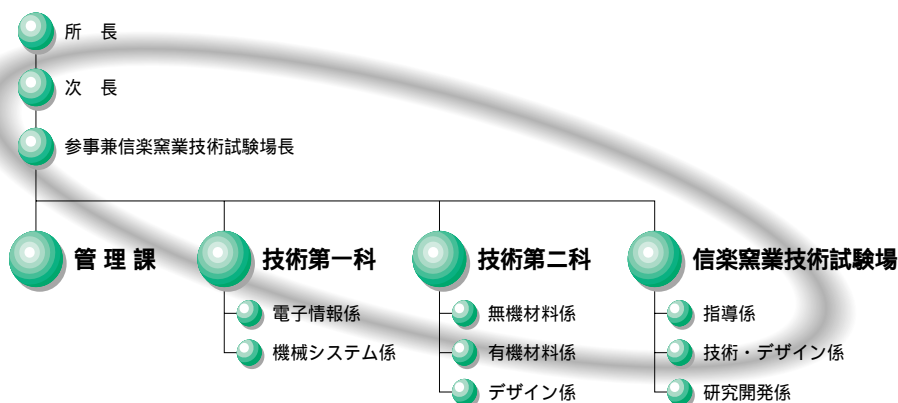 所　長
次　長
参事兼信楽窯業技術試験場長
管 理 課
技術第一科
電子情報係
機械システム係
技術第二科
無機材料係
有機材料係
デザイン係
信楽窯業技術試験場
指導係
技術・デザイン係
研究開発係